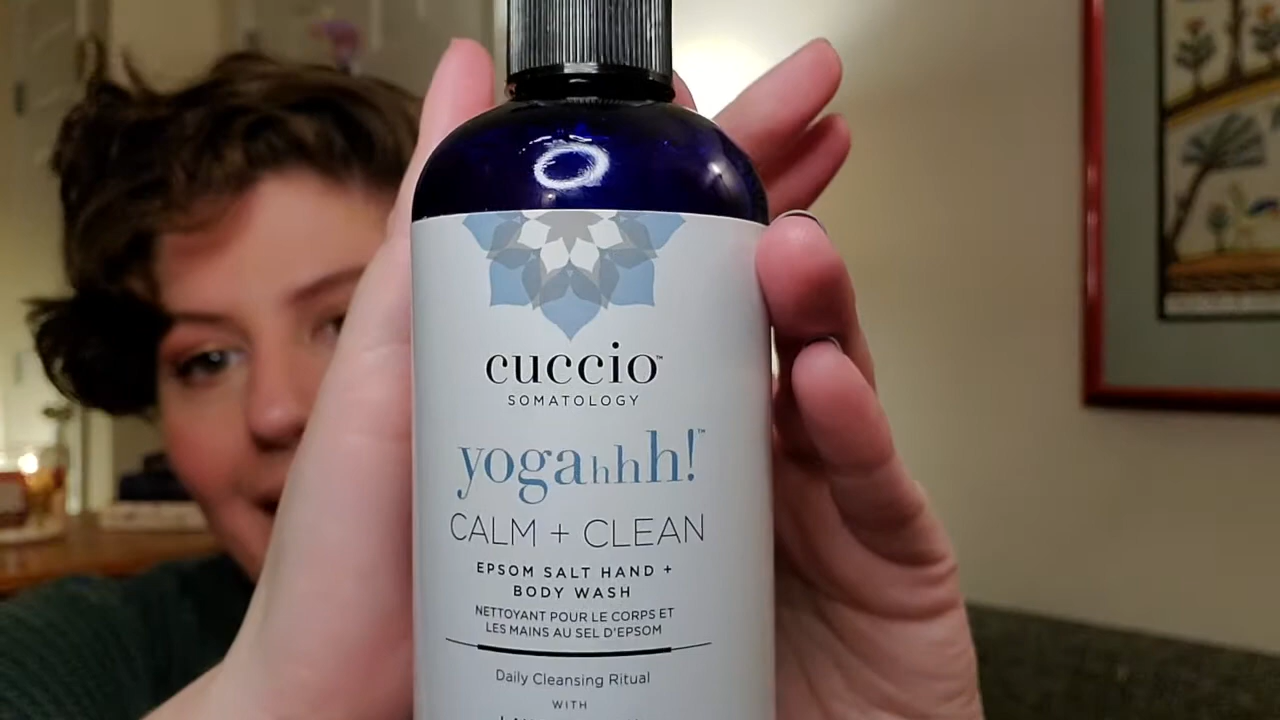 cuccio™
SOMATOLOGY
yogahhh!™
CALM + CLEAN
EPSOM SALT HAND +
BODY WASH
NETTOYANT POUR LE CORPS ET
LES MAINS AU SEL D'EPSOM
Daily Cleansing Ritual
WITH